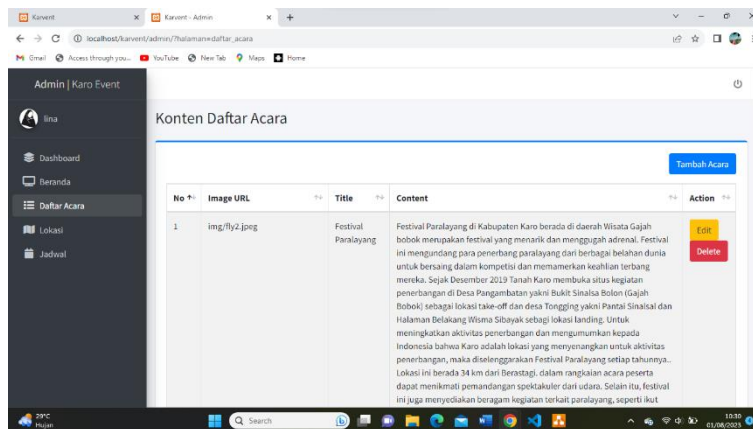 Karvent
Karvent - Admin
localhost/karvent/admin/?halaman=daftar_acara
Gmail
Access through you...
YouTube
New Tab
Maps
Home
Admin | Karo Event
lina
Dashboard
Beranda
Daftar Acara
Lokasi
Jadwal
Konten Daftar Acara
Tambah Acara
No
Image URL
Title
Content
Action
1
img/fly2.jpeg
Festival
Paralayang
Festival Paralayang di Kabupaten Karo berada di daerah Wisata Gajah
bobok merupakan festival yang menarik dan menggugah adrenal. Festival
ini mengundang para penerbang paralayang dari berbagai belahan dunia
untuk bersaing dalam kompetisi dan memamerkan keahlian terbang
mereka. Sejak Desember 2019 Tanah Karo membuka situs kegiatan
penerbangan di Desa Pangambatan yakni Bukit Sinalsa Bolon (Gajah
Bobok) sebagai lokasi take-off dan desa Tongging yakni Pantai Sinalsal dan
Halaman Belakang Wisma Sibayak sebagi lokasi landing. Untuk
meningkatkan aktivitas penerbangan dan mengumumkan kepada
Indonesia bahwa Karo adalah lokasi yang menyenangkan untuk aktivitas
penerbangan, maka diselenggarakan Festival Paralayang setiap tahunnya..
Lokasi ini berada 34 km dari Berastagi. dalam rangkaian acara peserta
dapat menikmati pemandangan spektakuler dari udara. Selain itu, festival
ini juga menyediakan beragam kegiatan terkait paralayang, seperti ikut
Edit
Delete
29°C
Hujan
Search
10:30
01/08/2023